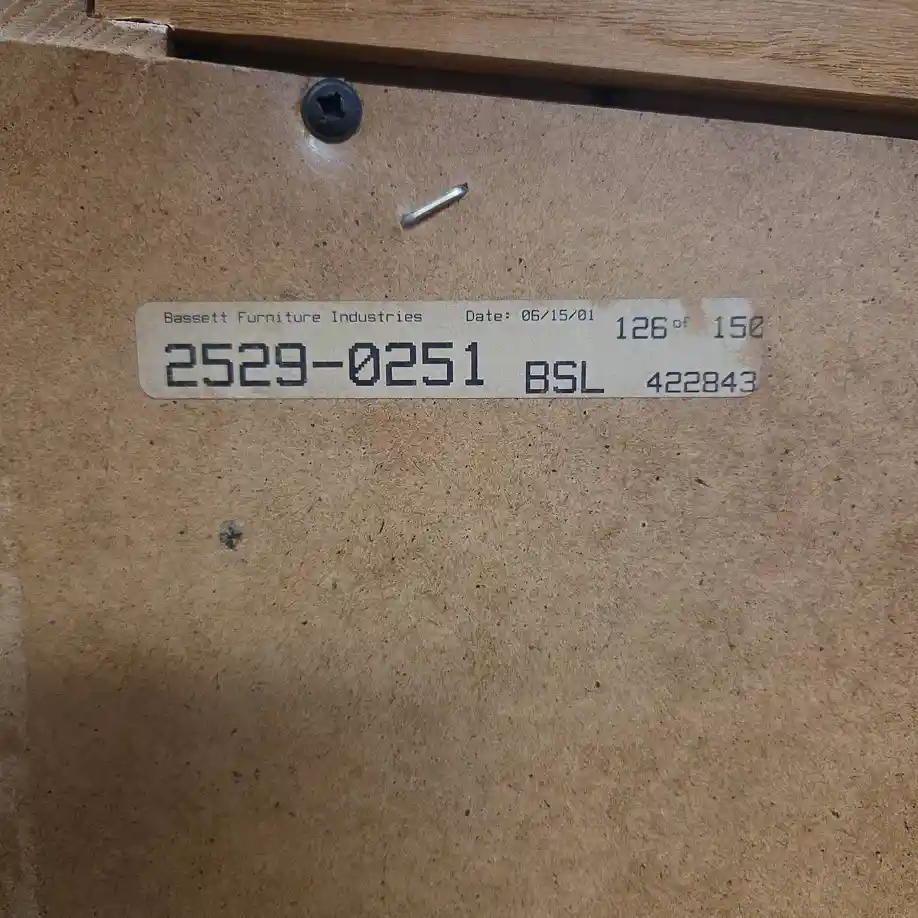 Bassett Furniture Industries Date: 06/15/01 126 of 150
2529-0251 BSL 422843